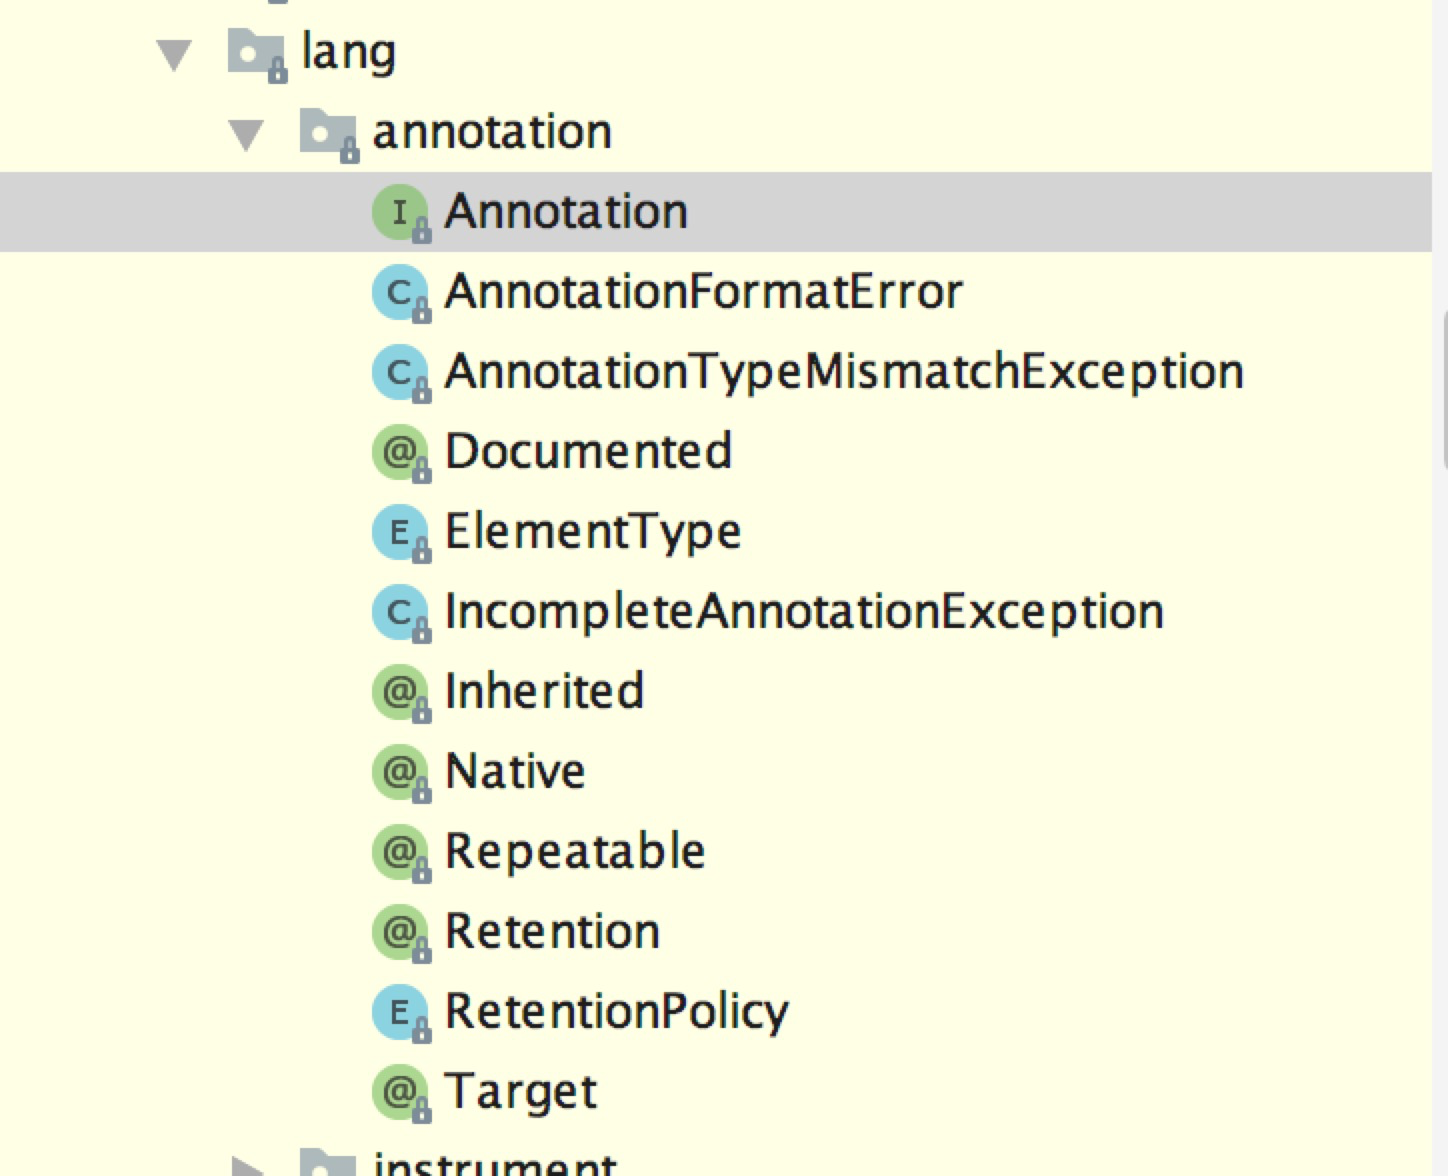 lang
annotation
I Annotation
C AnnotationFormatError
C AnnotationTypeMismatchException
@ Documented
E ElementType
C IncompleteAnnotationException
@ Inherited
@ Native
@ Repeatable
@ Retention
E RetentionPolicy
@ Target
instrument